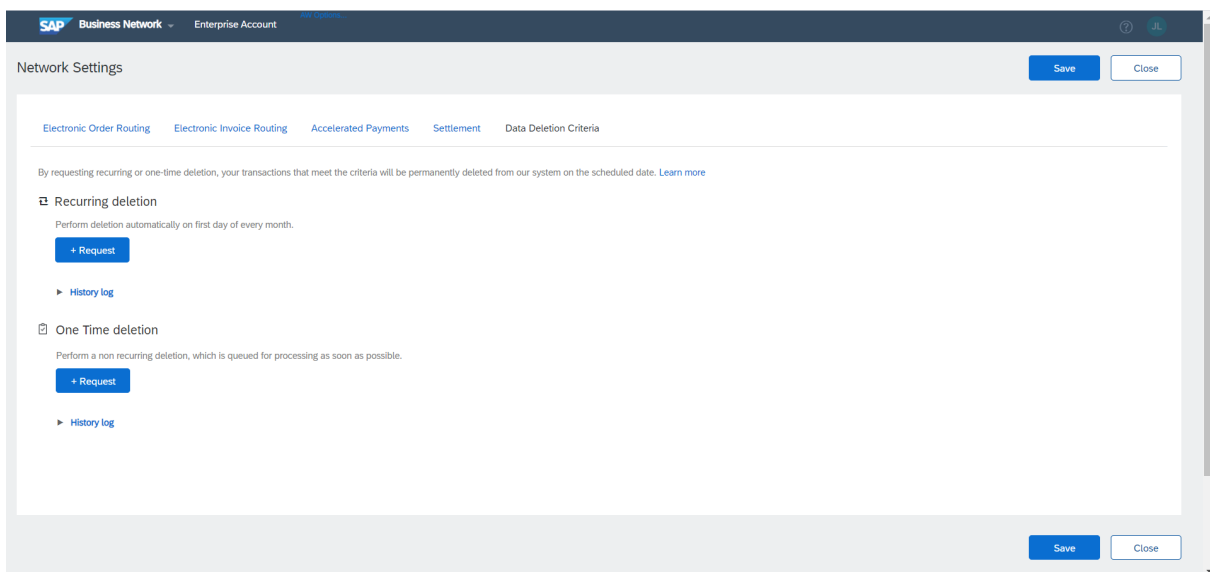 SAP Business Network Enterprise Account
JL
Network Settings
Save Close
Electronic Order Routing Electronic Invoice Routing Accelerated Payments Settlement Data Deletion Criteria
By requesting recurring or one-time deletion, your transactions that meet the criteria will be permanently deleted from our system on the scheduled date. Learn more
Recurring deletion
Perform deletion automatically on first day of every month.
+ Request
► History log
One Time deletion
Perform a non recurring deletion, which is queued for processing as soon as possible.
+ Request
► History log
Save Close